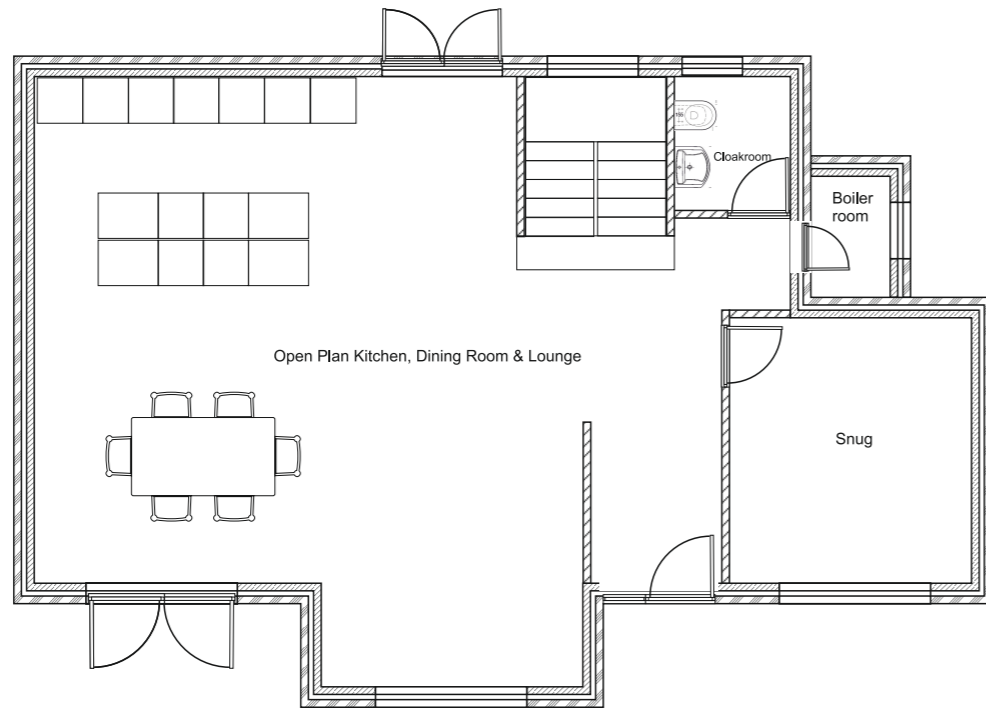 Cloakroom
Boiler
room
Open Plan Kitchen, Dining Room & Lounge
Snug